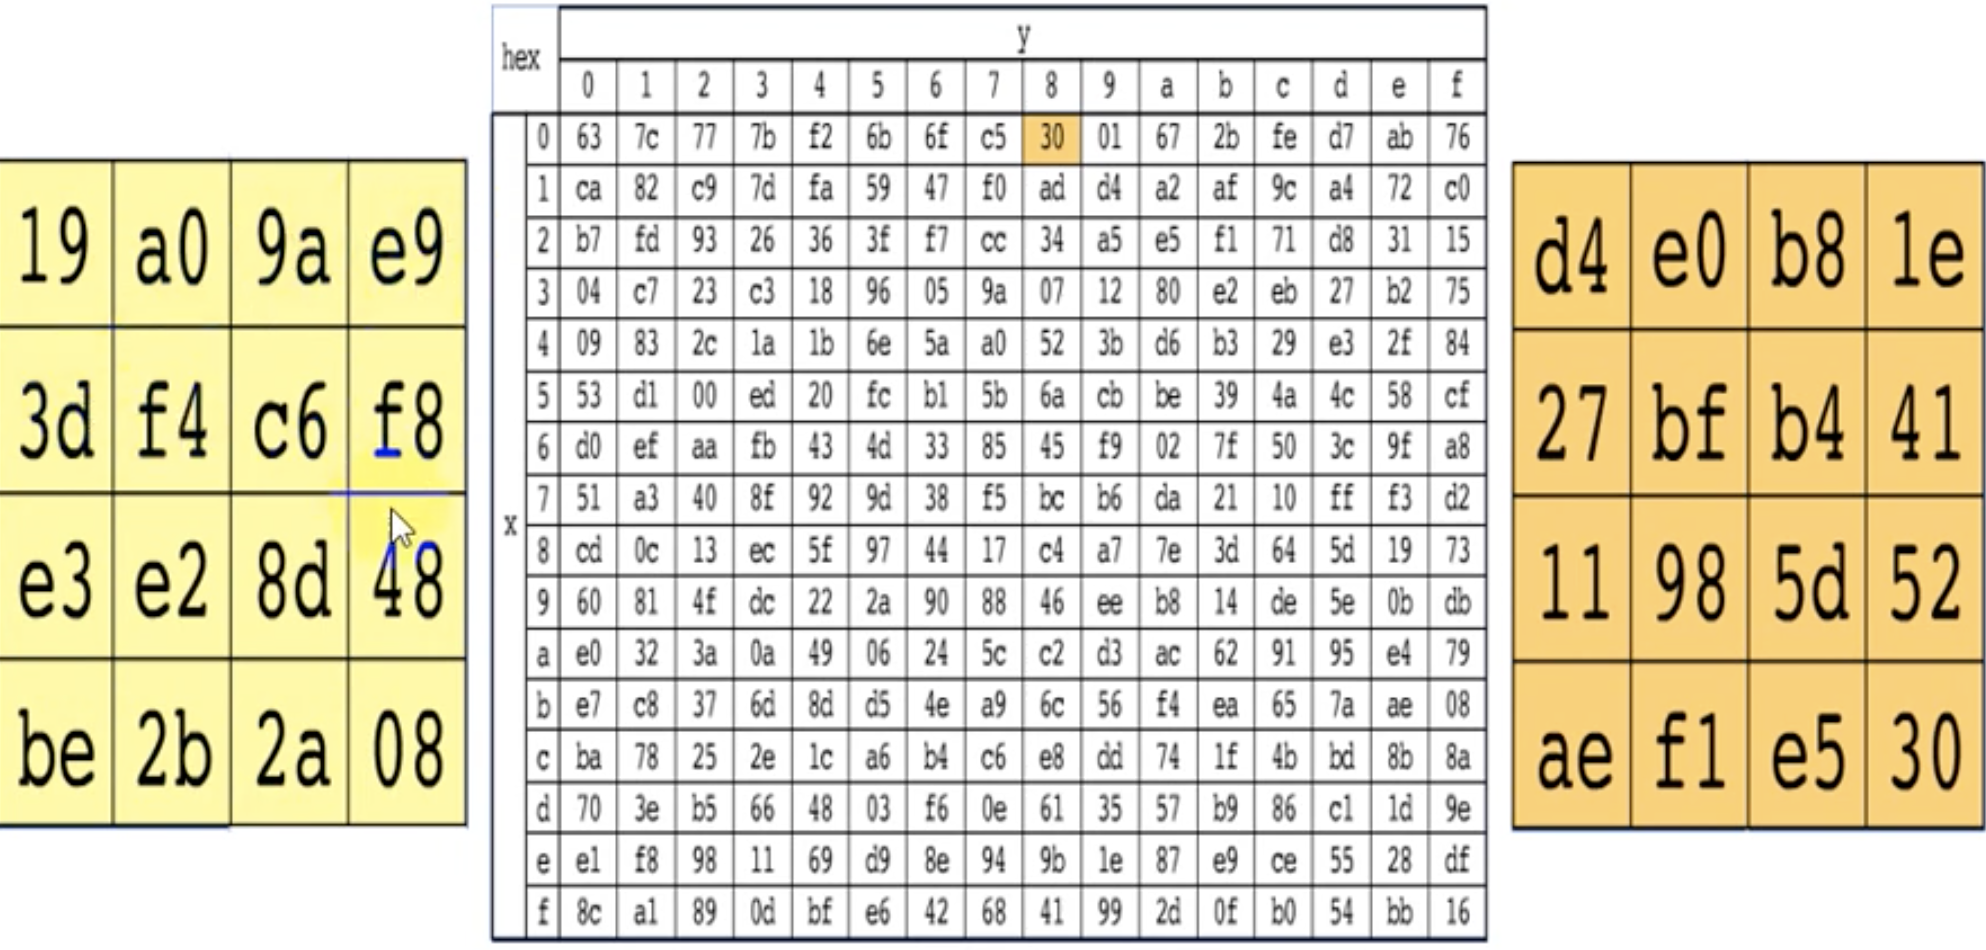 19 a0 9a e9
3d f4 c6 f8
e3 e2 8d 48
be 2b 2a 08
hex y
0 1 2 3 4 5 6 7 8 9 a b c d e f
x
0 63 7c 77 7b f2 6b 6f c5 30 01 67 2b fe d7 ab 76
1 ca 82 c9 7d fa 59 47 f0 ad d4 a2 af 9c a4 72 c0
2 b7 fd 93 26 36 3f f7 cc 34 a5 e5 f1 71 d8 31 15
3 04 c7 23 c3 18 96 05 9a 07 12 80 e2 eb 27 b2 75
4 09 83 2c 1a 1b 6e 5a a0 52 3b d6 b3 29 e3 2f 84
5 53 d1 00 ed 20 fc b1 5b 6a cb be 39 4a 4c 58 cf
6 d0 ef aa fb 43 4d 33 85 45 f9 02 7f 50 3c 9f a8
7 51 a3 40 8f 92 9d 38 f5 bc b6 da 21 10 ff f3 d2
8 cd 0c 13 ec 5f 97 44 17 c4 a7 7e 3d 64 5d 19 73
9 60 81 4f dc 22 2a 90 88 46 ee b8 14 de 5e 0b db
a e0 32 3a 0a 49 06 24 5c c2 d3 ac 62 91 95 e4 79
b e7 c8 37 6d 8d d5 4e a9 6c 56 f4 ea 65 7a ae 08
c ba 78 25 2e 1c a6 b4 c6 e8 dd 74 1f 4b bd 8b 8a
d 70 3e b5 66 48 03 f6 0e 61 35 57 b9 86 c1 1d 9e
e e1 f8 98 11 69 d9 8e 94 9b 1e 87 e9 ce 55 28 df
f 8c a1 89 0d bf e6 42 68 41 99 2d 0f b0 54 bb 16
d4 e0 b8 1e
27 bf b4 41
11 98 5d 52
ae f1 e5 30